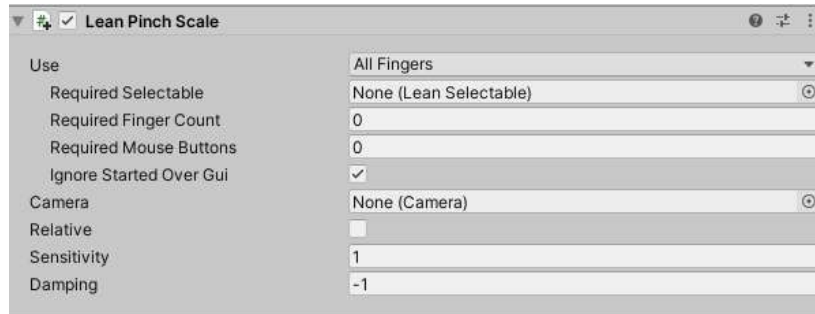 Lean Pinch Scale
Use All Fingers
Required Selectable None (Lean Selectable)
Required Finger Count 0
Required Mouse Buttons 0
Ignore Started Over Gui
Camera None (Camera)
Relative
Sensitivity 1
Damping -1